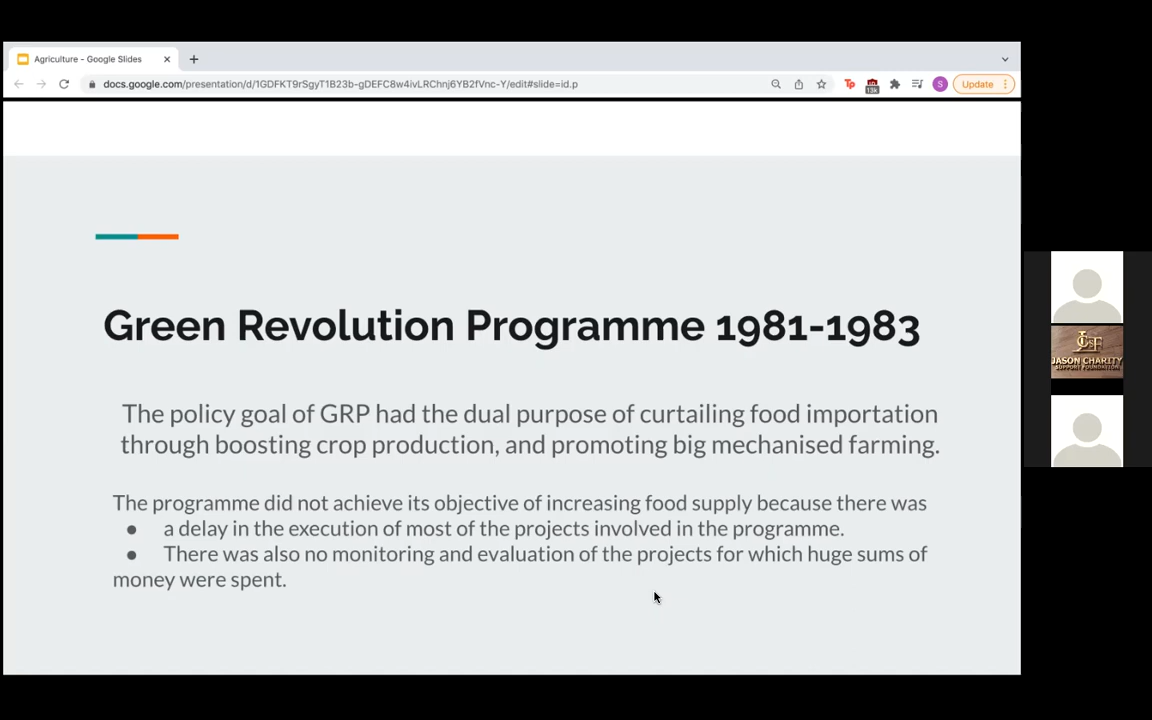 Agriculture - Google Slides
docs.google.com/presentation/d/1GDFKT9rSgyT1B23b-gDEFC8w4ivLRChnj6YB2fVnc-Y/edit#slide=id.p
Tp
13k
S
Update
Green Revolution Programme 1981-1983
The policy goal of GRP had the dual purpose of curtailing food importation
through boosting crop production, and promoting big mechanised farming.
The programme did not achieve its objective of increasing food supply because there was
● a delay in the execution of most of the projects involved in the programme.
● There was also no monitoring and evaluation of the projects for which huge sums of
money were spent.
JASON CHARITY
SUPPORT FOUNDATION